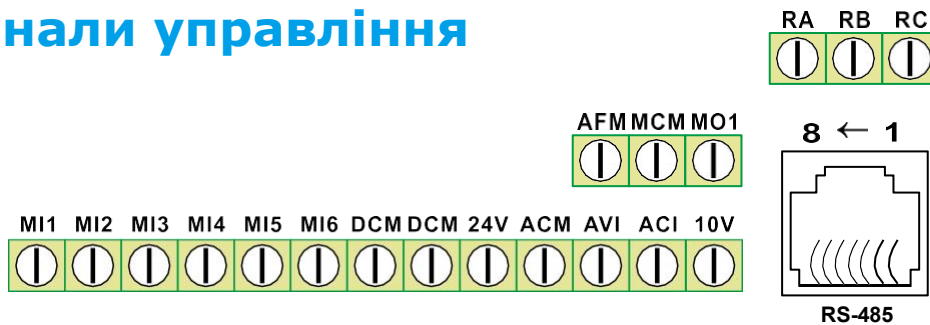 нали управління
RA RB RC
AFM MCM MO1
8 ← 1
MI1 MI2 MI3 MI4 MI5 MI6 DCM DCM 24V ACM AVI ACI 10V
RS-485